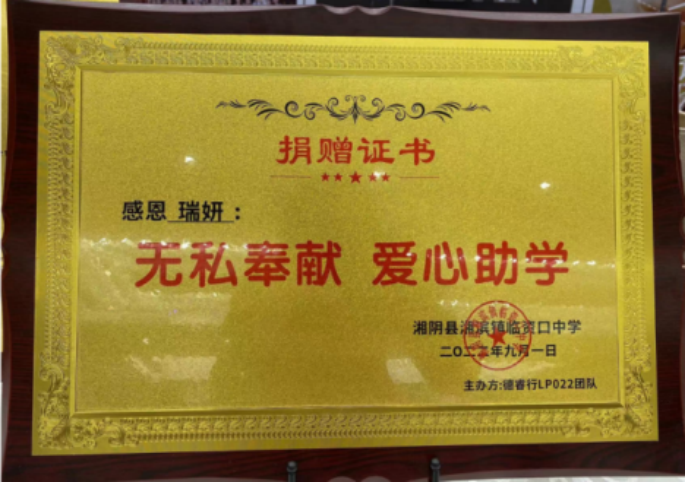 捐赠证书
感恩 瑞妍：
无私奉献 爱心助学
湘阴县湘滨镇临资口中学
二〇二二年九月一日
主办方:德睿行LP022团队